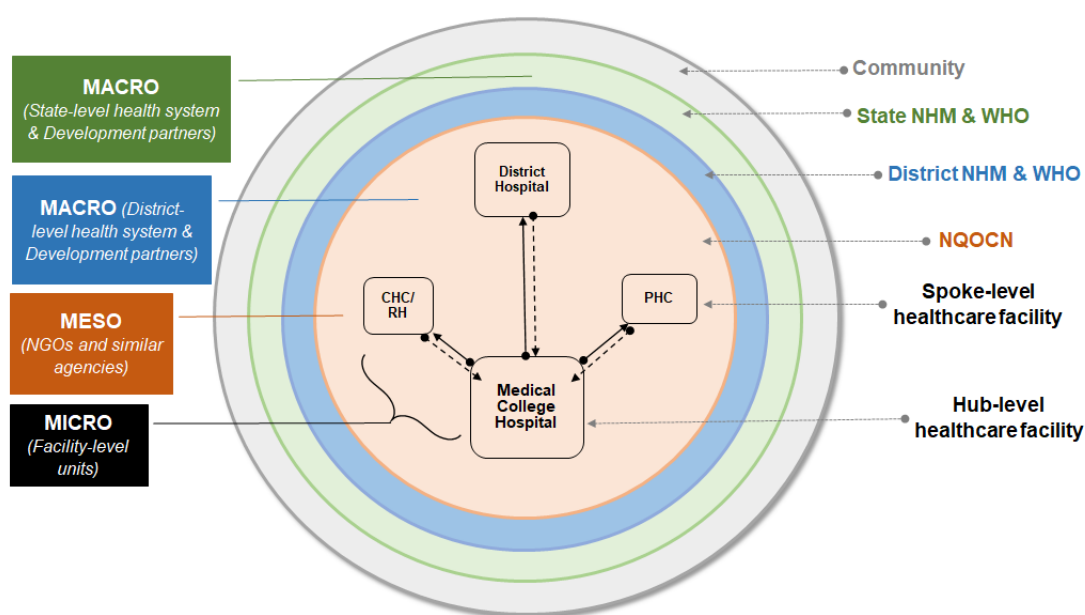 MACRO
(State-level health system
& Development partners)
MACRO (District-
level health system &
Development partners)
MESO
(NGOs and similar
agencies)
MICRO
(Facility-level
units)
District
Hospital
CHC/
RH
PHC
Medical
College
Hospital
Community
State NHM & WHO
District NHM & WHO
NQOCN
Spoke-level
healthcare facility
Hub-level
healthcare facility